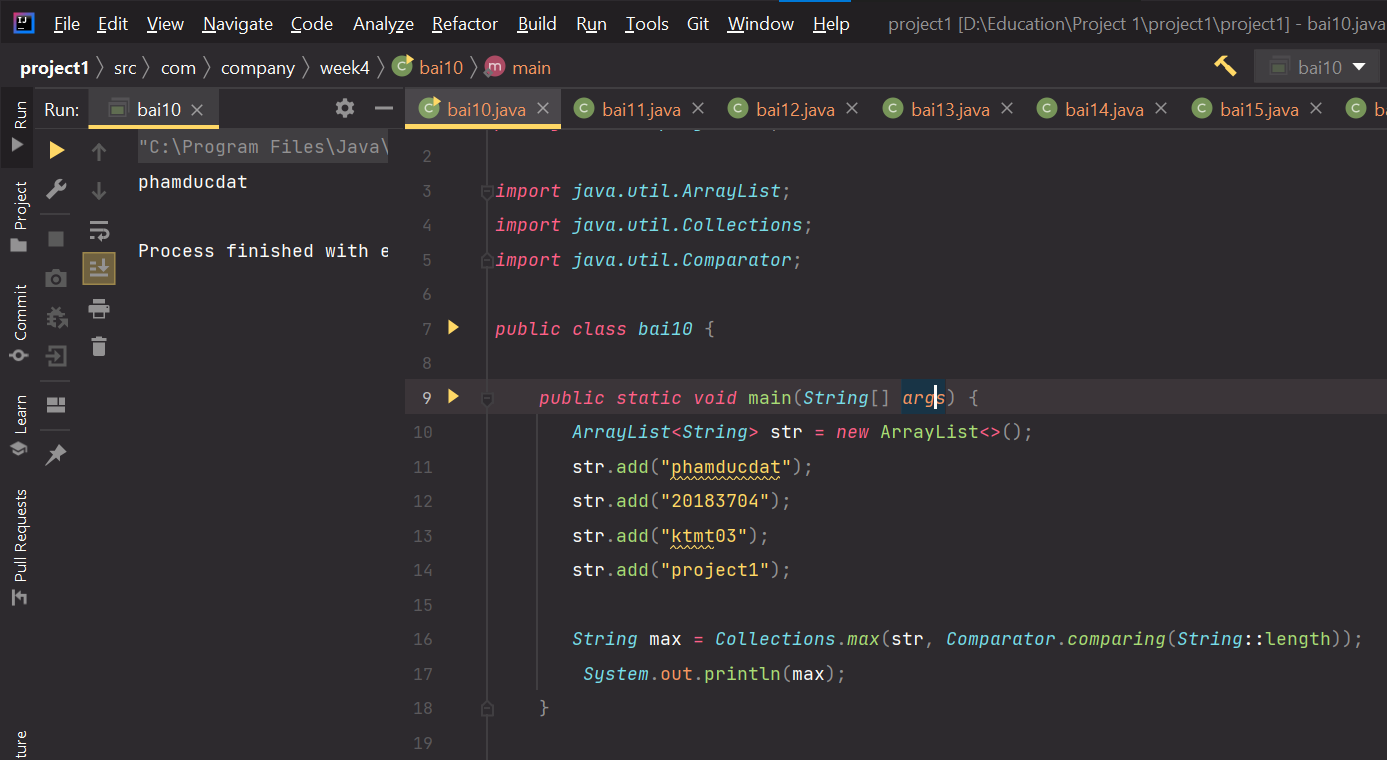 File Edit View Navigate Code Analyze Refactor Build Run Tools Git Window Help project1 [D:\Education\Project 1\project1\project1] - bai10.java
project1 src com company week4 bai10 main bai10
Run: bai10
bai10.java bai11.java bai12.java bai13.java bai14.java bai15.java
Run
Project
Commit
Learn
Pull Requests
"C:\Program Files\Java\
phamducdat
Process finished with e
2
3 import java.util.ArrayList;
4 import java.util.Collections;
5 import java.util.Comparator;
6
7 public class bai10 {
8
9 public static void main(String[] args) {
10 ArrayList<String> str = new ArrayList<>();
11 str.add("phamducdat");
12 str.add("20183704");
13 str.add("ktmt03");
14 str.add("project1");
15
16 String max = Collections.max(str, Comparator.comparing(String::length));
17 System.out.println(max);
18 }
19